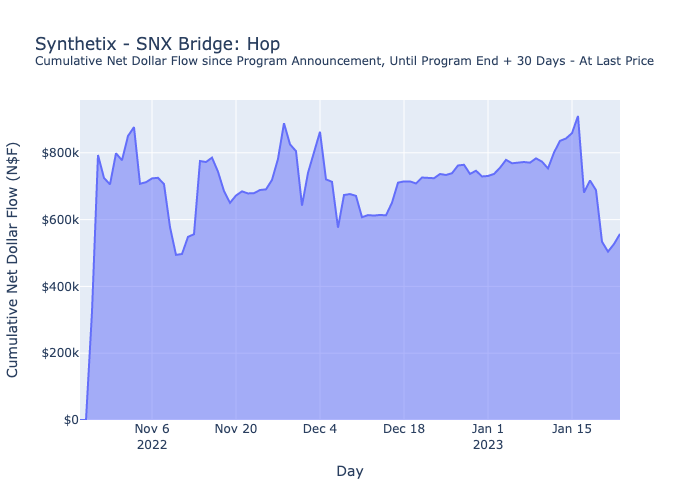 Synthetix - SNX Bridge: Hop
Cumulative Net Dollar Flow since Program Announcement, Until Program End + 30 Days - At Last Price
Cumulative Net Dollar Flow (N$F)
$800k
$600k
$400k
$200k
$0
Nov 6
2022
Nov 20
Dec 4
Dec 18
Jan 1
2023
Jan 15
Day